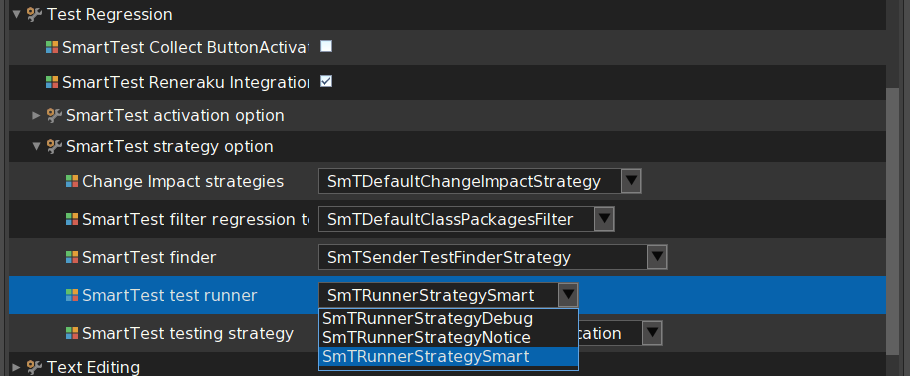 Test Regression
SmartTest Collect ButtonActivat
SmartTest Reneraku Integration
SmartTest activation option
SmartTest strategy option
Change Impact strategies SmTDefaultChangeImpactStrategy
SmartTest filter regression te SmTDefaultClassPackagesFilter
SmartTest finder SmTSenderTestFinderStrategy
SmartTest test runner SmTRunnerStrategySmart
SmTRunnerStrategyDebug
SmTRunnerStrategyNotice
SmartTest testing strategy cation
SmTRunnerStrategySmart
Text Editing